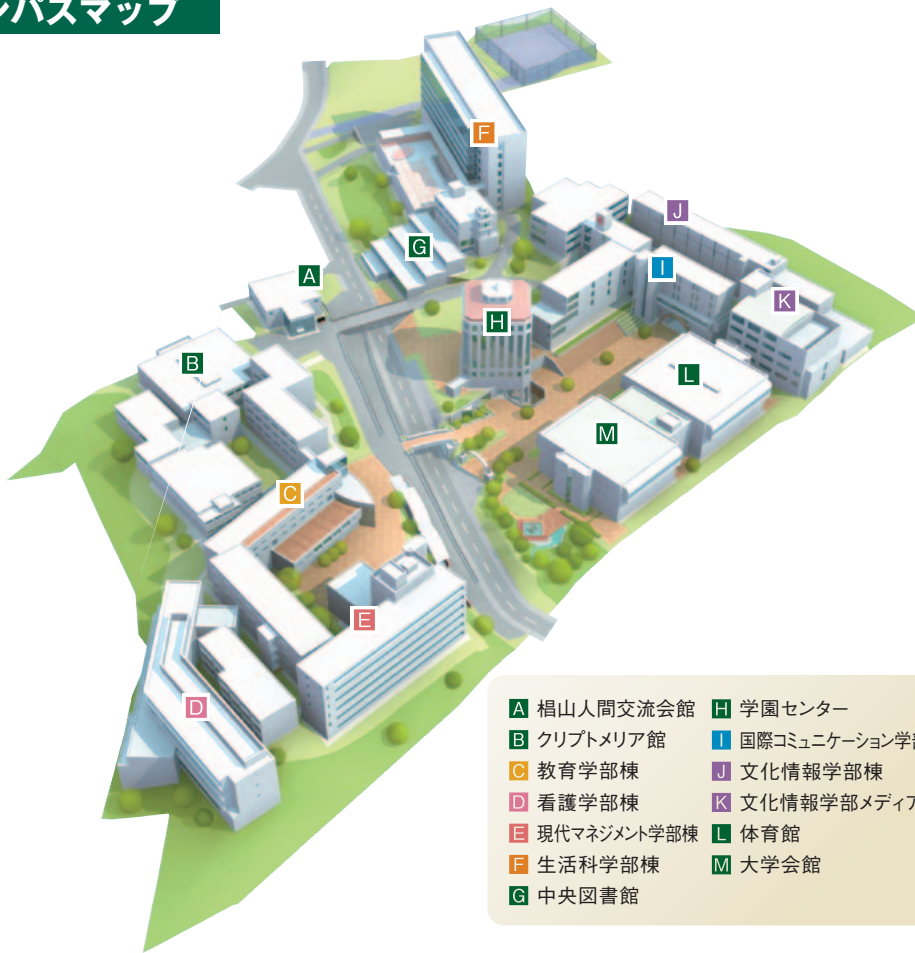 ンパスマップ
F
J
G
I
A
K
H
B
L
M
C
E
D
A 椙山人間交流会館
B クリプトメリア館
C 教育学部棟
D 看護学部棟
E 現代マネジメント学部棟
F 生活科学部棟
G 中央図書館
H 学園センター
I 国際コミュニケーション学部
J 文化情報学部棟
K 文化情報学部メディア
L 体育館
M 大学会館